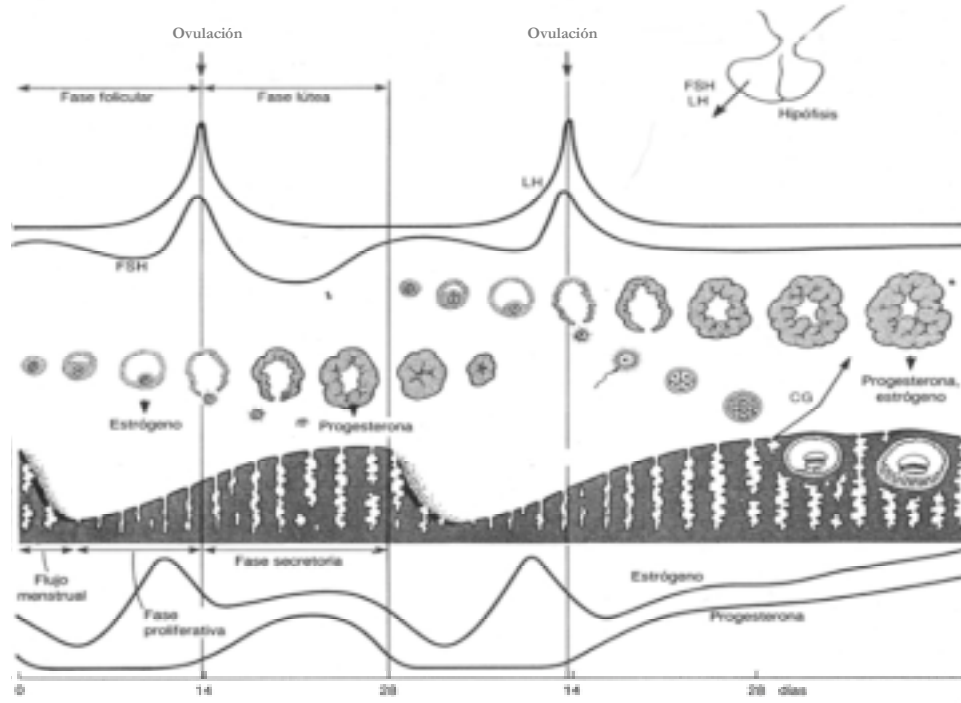 Ovulación
Ovulación
Fase folicular
Fase lútea
FSH
LH
Hipófisis
LH
FSH
CG
Progesterona,
estrógeno
Estrógeno
Progesterona
Fase secretoria
Flujo
menstrual
Fase
proliferativa
Estrógeno
Progesterona
0 14 28 14 28 días